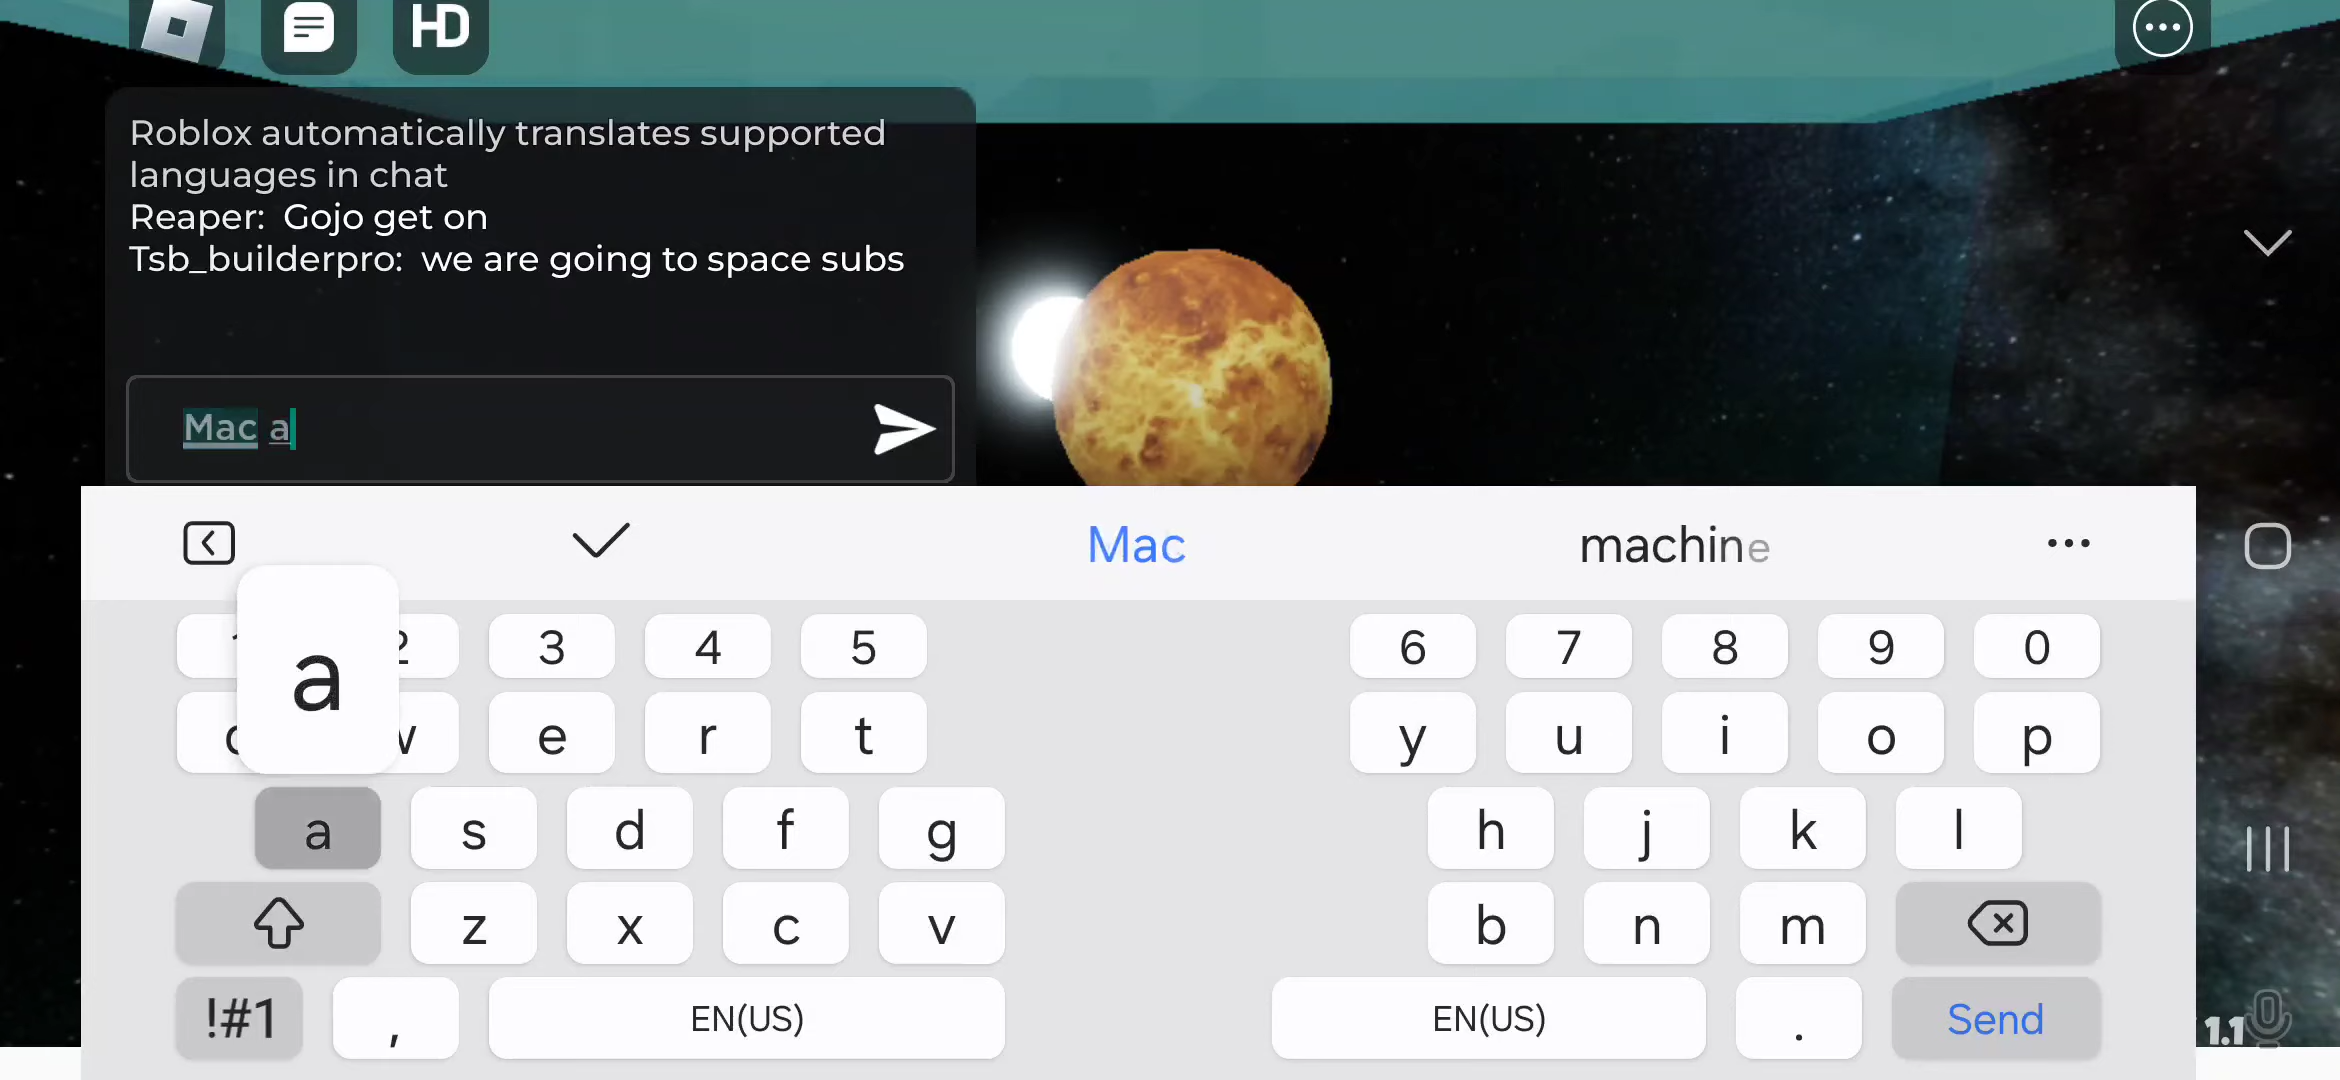 HD
Roblox automatically translates supported
languages in chat
Reaper: Gojo get on
Tsb_builderpro: we are going to space subs
Mac a
Mac machine
a
2 3 4 5 6 7 8 9 0
w e r t y u i o p
a s d f g h j k l
z x c v b n m
!#1 , EN(US) EN(US) . Send
1.1